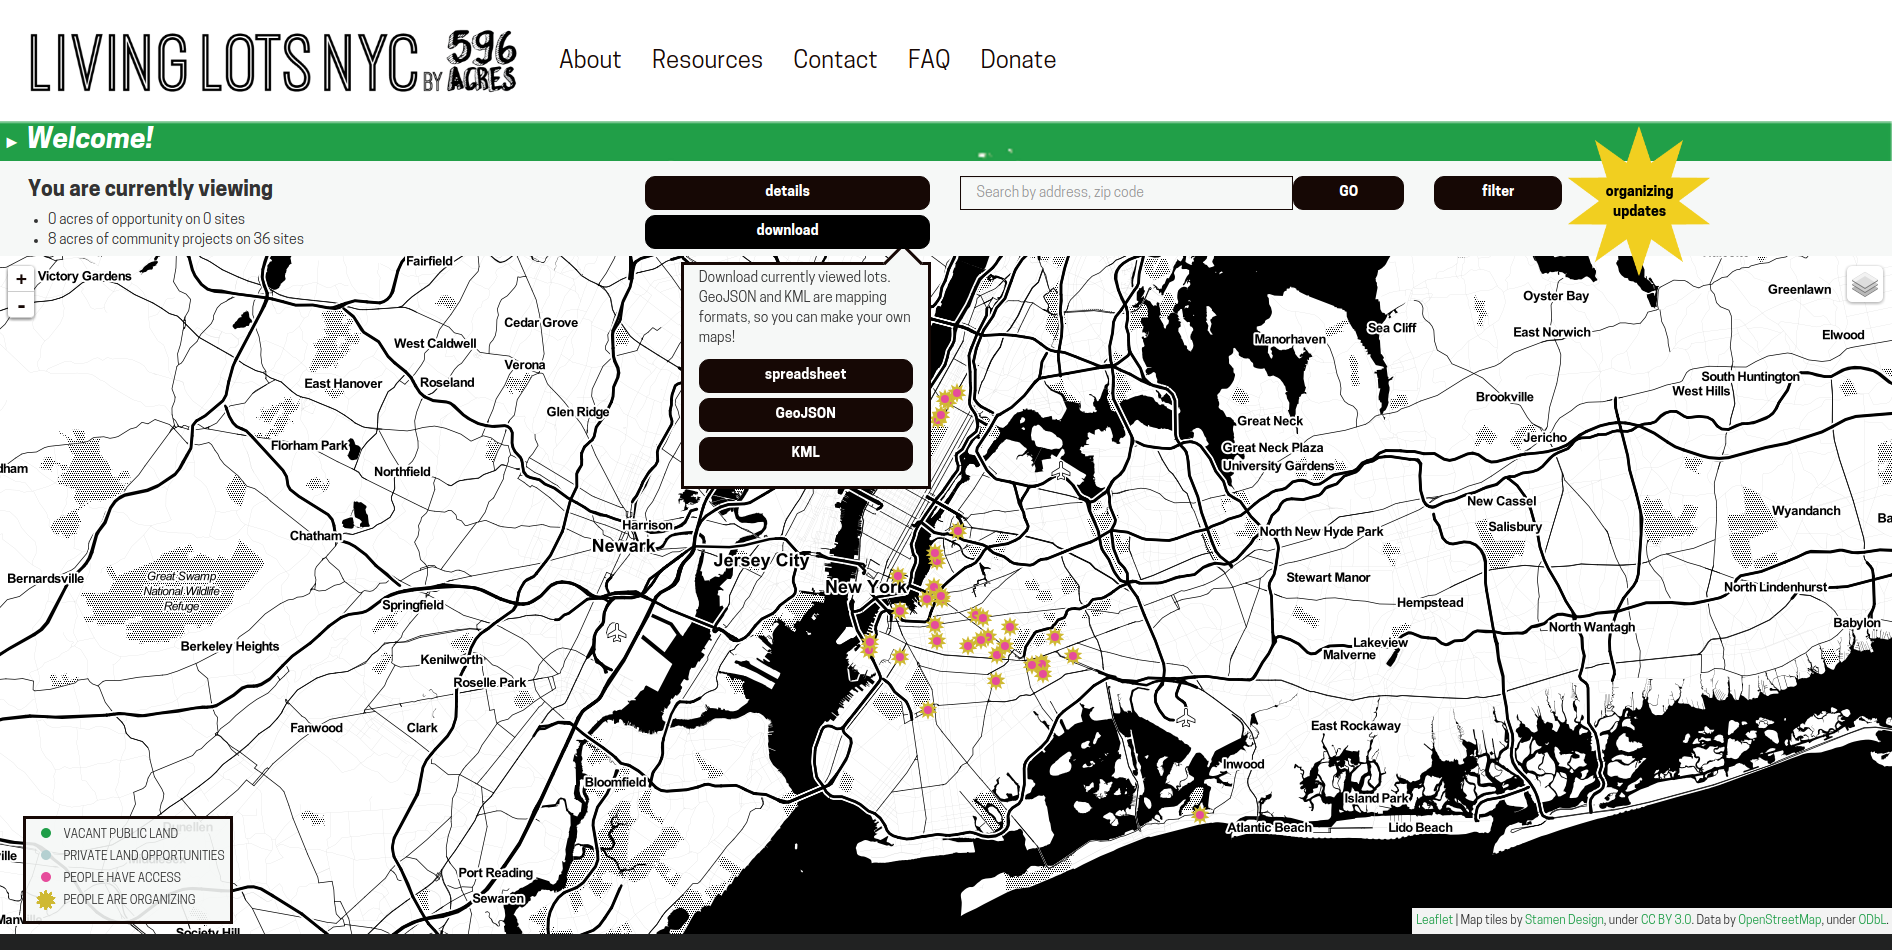 LIVING LOTS NYC BY 596 ACRES
About Resources Contact FAQ Donate
Welcome!
You are currently viewing
0 acres of opportunity on 0 sites
8 acres of community projects on 36 sites
details
download
Search by address, zip code
GO
filter
organizing
updates
+
-
Download currently viewed lots.
GeoJSON and KML are mapping
formats, so you can make your own
maps!
spreadsheet
GeoJSON
KML
Victory Gardens
Fairfield
Cedar Grove
West Caldwell
Verona
East Hanover
Roseland
Glen Ridge
Florham Park
Northfield
dham
Chatham
Harrison
Newark
Jersey City
New York
Bernardsville
Great Swamp
National Wildlife
Refuge
Springfield
Berkeley Heights
Kenilworth
Roselle Park
Fanwood
Clark
Bloomfield
Port Reading
Sewaren
Society Hill
Dunellen
ville
Manv
Oyster Bay
Greenlawn
Sea Cliff
East Norwich
Elwood
Manorhaven
South Huntington
West Hills
Brookville
Great Neck
Jericho
Great Neck Plaza
University Gardens
New Cassel
Salisbury
Wyandanch
Ba
North New Hyde Park
Stewart Manor
North Lindenhurst
Hempstead
North Wantagh
Babylon
Lakeview
Malverne
East Rockaway
Inwood
Island Park
Atlantic Beach
Lido Beach
VACANT PUBLIC LAND
PRIVATE LAND OPPORTUNITIES
PEOPLE HAVE ACCESS
PEOPLE ARE ORGANIZING
Leaflet | Map tiles by Stamen Design, under CC BY 3.0. Data by OpenStreetMap, under ODbL.